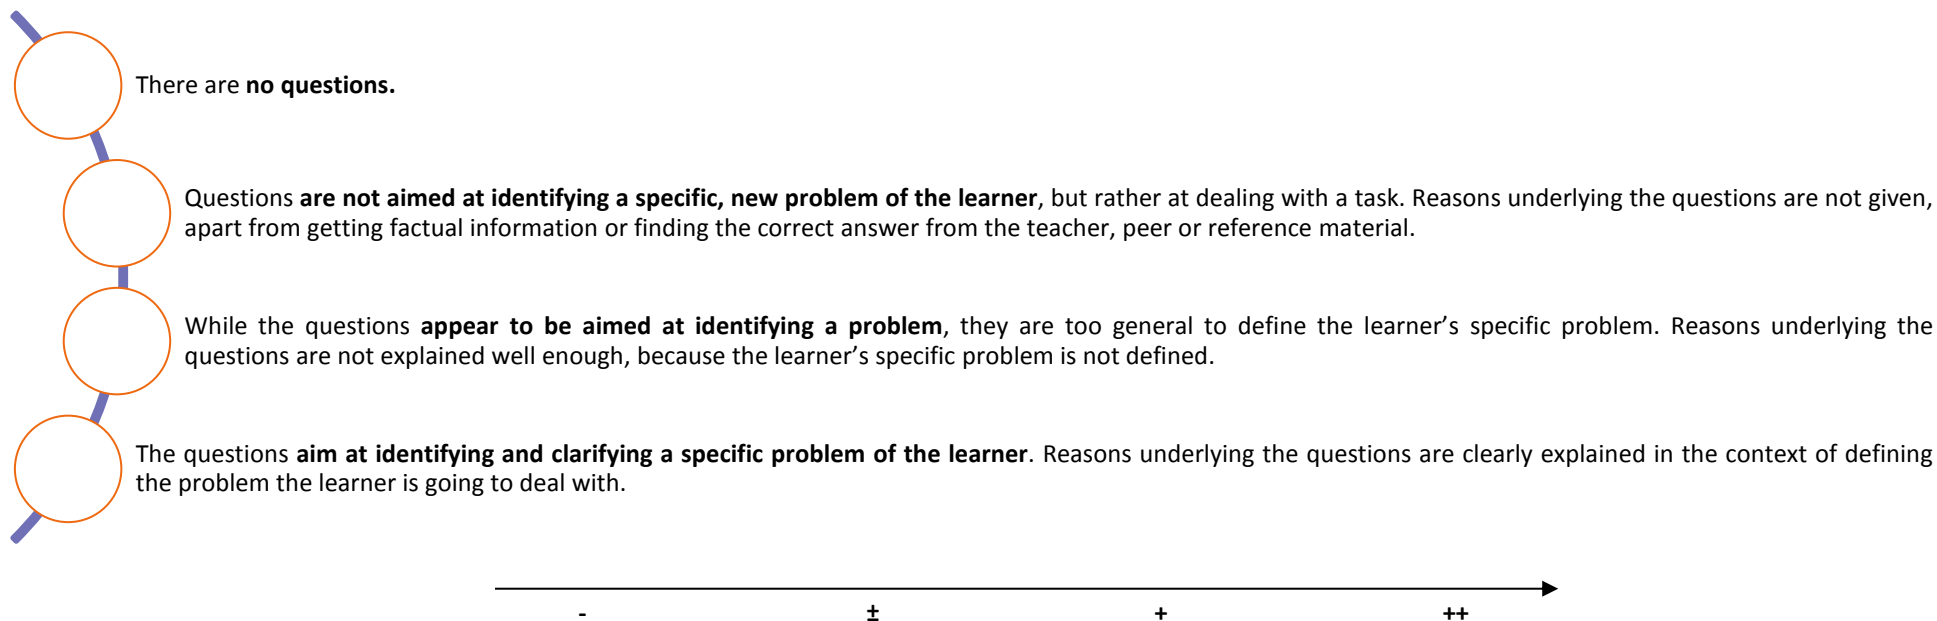 There are no questions.
Questions are not aimed at identifying a specific, new problem of the learner, but rather at dealing with a task. Reasons underlying the questions are not given,
apart from getting factual information or finding the correct answer from the teacher, peer or reference material.
While the questions appear to be aimed at identifying a problem, they are too general to define the learner’s specific problem. Reasons underlying the
questions are not explained well enough, because the learner’s specific problem is not defined.
The questions aim at identifying and clarifying a specific problem of the learner. Reasons underlying the questions are clearly explained in the context of defining
the problem the learner is going to deal with.
- ± + ++